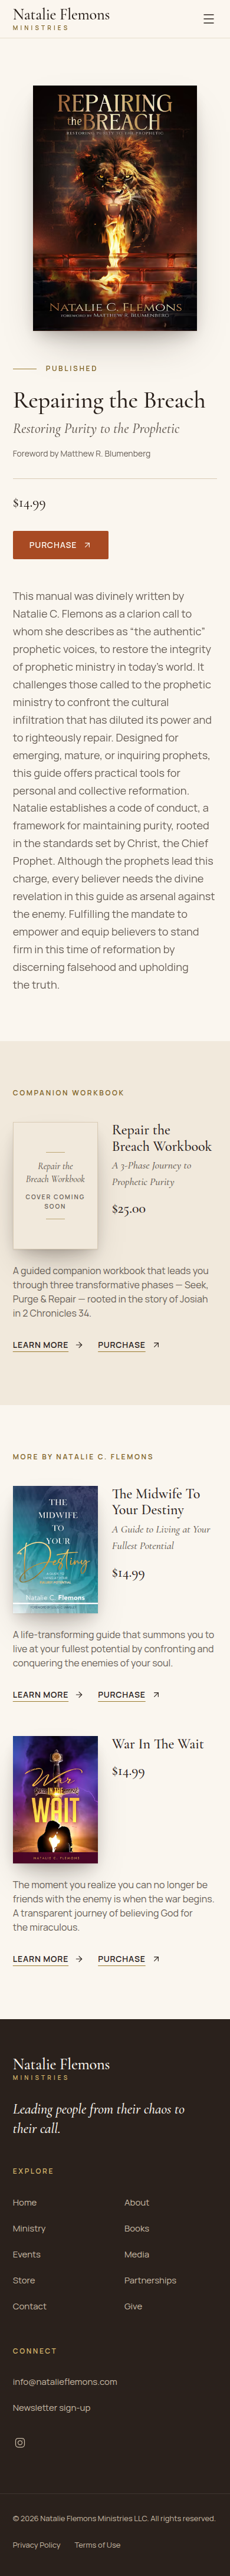 Natalie Flemons
MINISTRIES
REPAIRING
the BREACH
RESTORING PURITY TO THE PROPHETIC
NATALIE C. FLEMONS
FOREWORD BY MATTHEW R. BLUMENBERG
PUBLISHED
Repairing the Breach
Restoring Purity to the Prophetic
Foreword by Matthew R. Blumenberg
$14.99
PURCHASE
This manual was divinely written by
Natalie C. Flemons as a clarion call to
whom she describes as “the authentic”
prophetic voices, to restore the integrity
of prophetic ministry in today’s world. It
challenges those called to the prophetic
ministry to confront the cultural
infiltration that has diluted its power and
to righteously repair. Designed for
emerging, mature, or inquiring prophets,
this guide offers practical tools for
personal and collective reformation.
Natalie establishes a code of conduct, a
framework for maintaining purity, rooted
in the standards set by Christ, the Chief
Prophet. Although the prophets lead this
charge, every believer needs the divine
revelation in this guide as arsenal against
the enemy. Fulfilling the mandate to
empower and equip believers to stand
firm in this time of reformation by
discerning falsehood and upholding
the truth.
COMPANION WORKBOOK
Repair the
Breach Workbook
COVER COMING
SOON
Repair the
Breach Workbook
A 3-Phase Journey to
Prophetic Purity
$25.00
A guided companion workbook that leads you
through three transformative phases — Seek,
Purge & Repair — rooted in the story of Josiah
in 2 Chronicles 34.
LEARN MORE
PURCHASE
MORE BY NATALIE C. FLEMONS
THE
MIDWIFE
TO
YOUR
Destiny
Natalie C. Flemons
The Midwife To
Your Destiny
A Guide to Living at Your
Fullest Potential
$14.99
A life-transforming guide that summons you to
live at your fullest potential by confronting and
conquering the enemies of your soul.
LEARN MORE
PURCHASE
War
IN THE
WAIT
NATALIE C. FLEMONS
War In The Wait
$14.99
The moment you realize you can no longer be
friends with the enemy is when the war begins.
A transparent journey of believing God for
the miraculous.
LEARN MORE
PURCHASE
Natalie Flemons
MINISTRIES
Leading people from their chaos to
their call.
EXPLORE
Home
About
Ministry
Books
Events
Media
Store
Partnerships
Contact
Give
CONNECT
info@natalieflemons.com
Newsletter sign-up
© 2026 Natalie Flemons Ministries LLC. All rights reserved.
Privacy Policy
Terms of Use